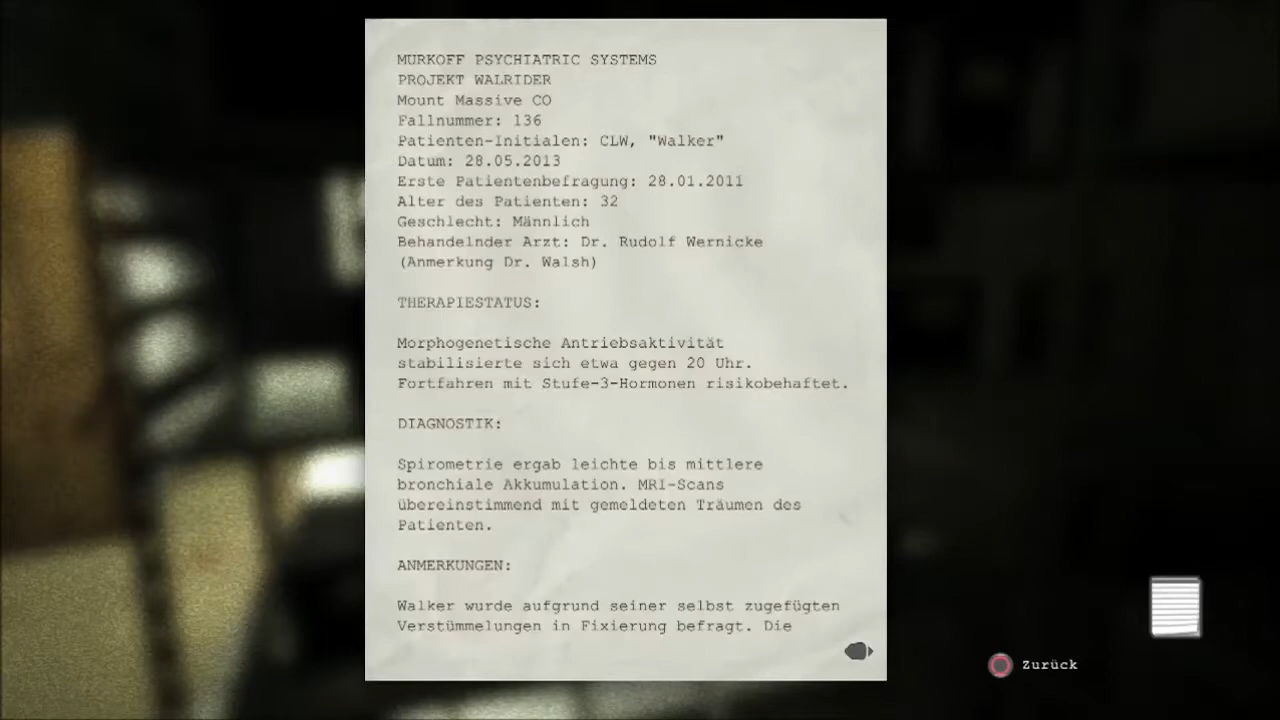 MURKOFF PSYCHIATRIC SYSTEMS
PROJEKT WALRIDER
Mount Massive CO
Fallnummer: 136
Patienten-Initialen: CLW, "Walker"
Datum: 28.05.2013
Erste Patientenbefragung: 28.01.2011
Alter des Patienten: 32
Geschlecht: Männlich
Behandelnder Arzt: Dr. Rudolf Wernicke
(Anmerkung Dr. Walsh)
THERAPIESTATUS:
Morphogenetische Antriebsaktivität
stabilisierte sich etwa gegen 20 Uhr.
Fortfahren mit Stufe-3-Hormonen risikobehaftet.
DIAGNOSTIK:
Spirometrie ergab leichte bis mittlere
bronchiale Akkumulation. MRI-Scans
übereinstimmend mit gemeldeten Träumen des
Patienten.
ANMERKUNGEN:
Walker wurde aufgrund seiner selbst zugefügten
Verstümmelungen in Fixierung befragt. Die
Zurück